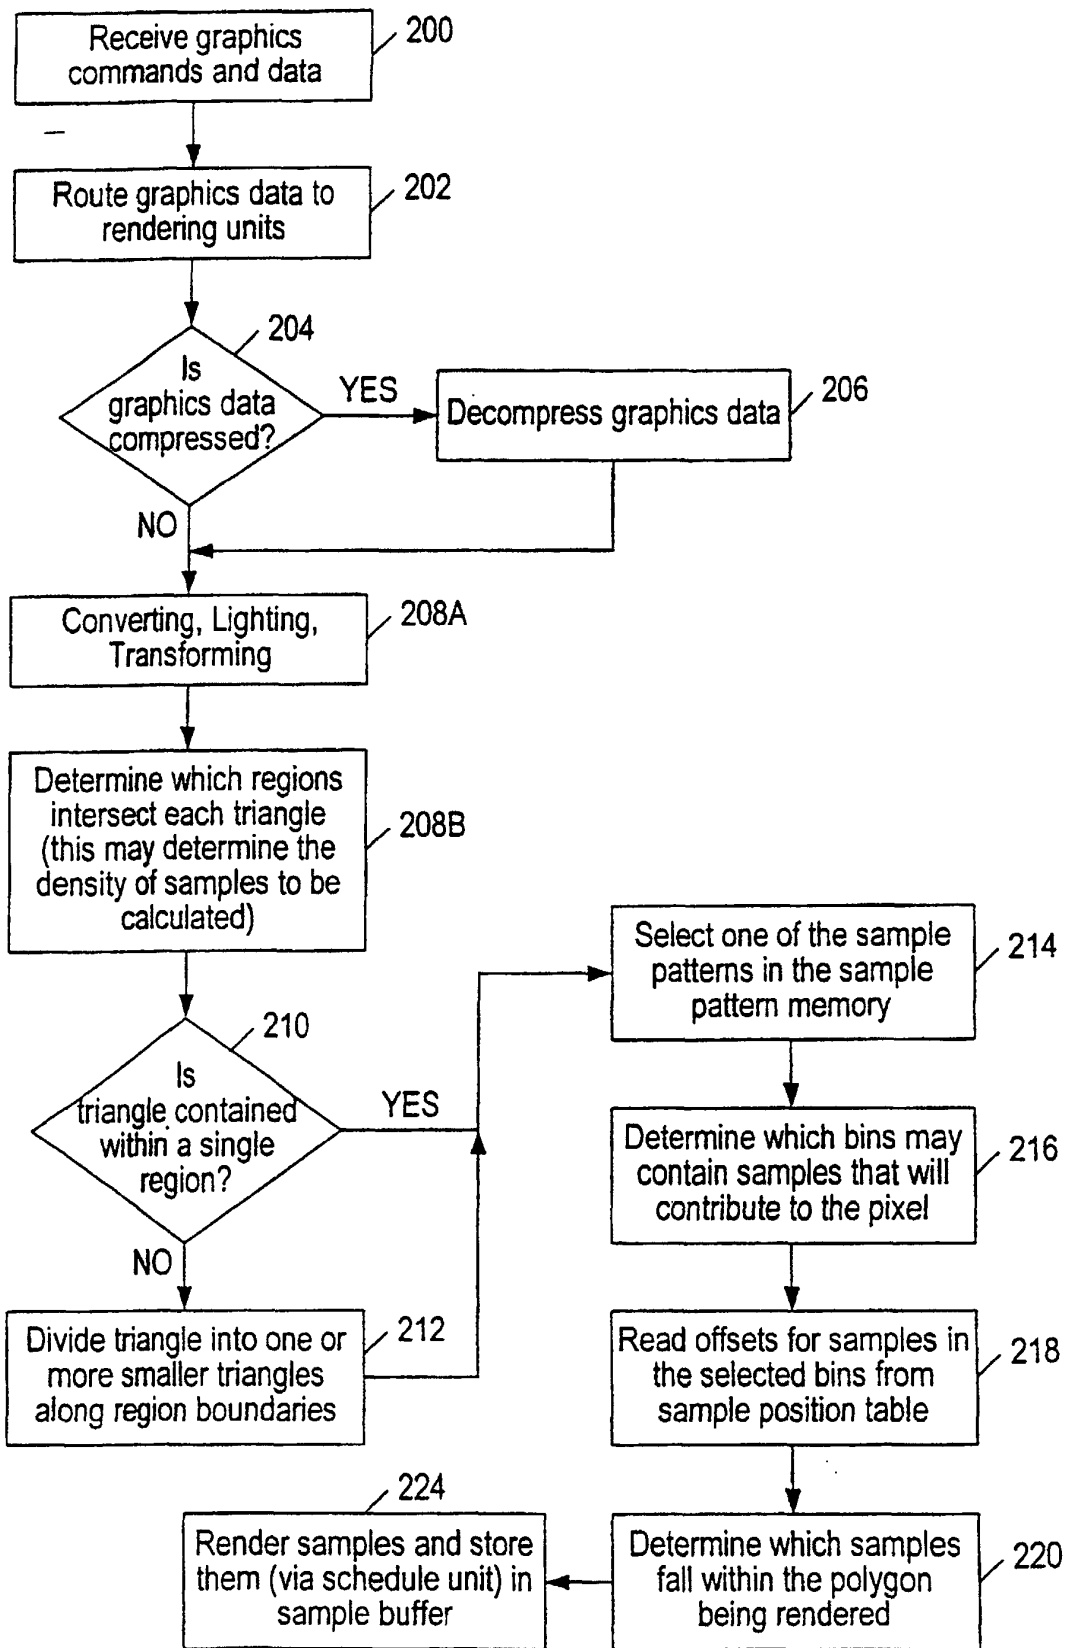 Receive graphics
commands and data
200
Route graphics data to
rendering units
202
204
Is
graphics data
compressed?
YES
Decompress graphics data
206
NO
Converting, Lighting,
Transforming
208A
Determine which regions
intersect each triangle
(this may determine the
density of samples to be
calculated)
208B
210
Is
triangle contained
within a single
region?
YES
NO
Divide triangle into one or
more smaller triangles
along region boundaries
212
Select one of the sample
patterns in the sample
pattern memory
214
Determine which bins may
contain samples that will
contribute to the pixel
216
Read offsets for samples in
the selected bins from
sample position table
218
Determine which samples
fall within the polygon
being rendered
220
224
Render samples and store
them (via schedule unit) in
sample buffer